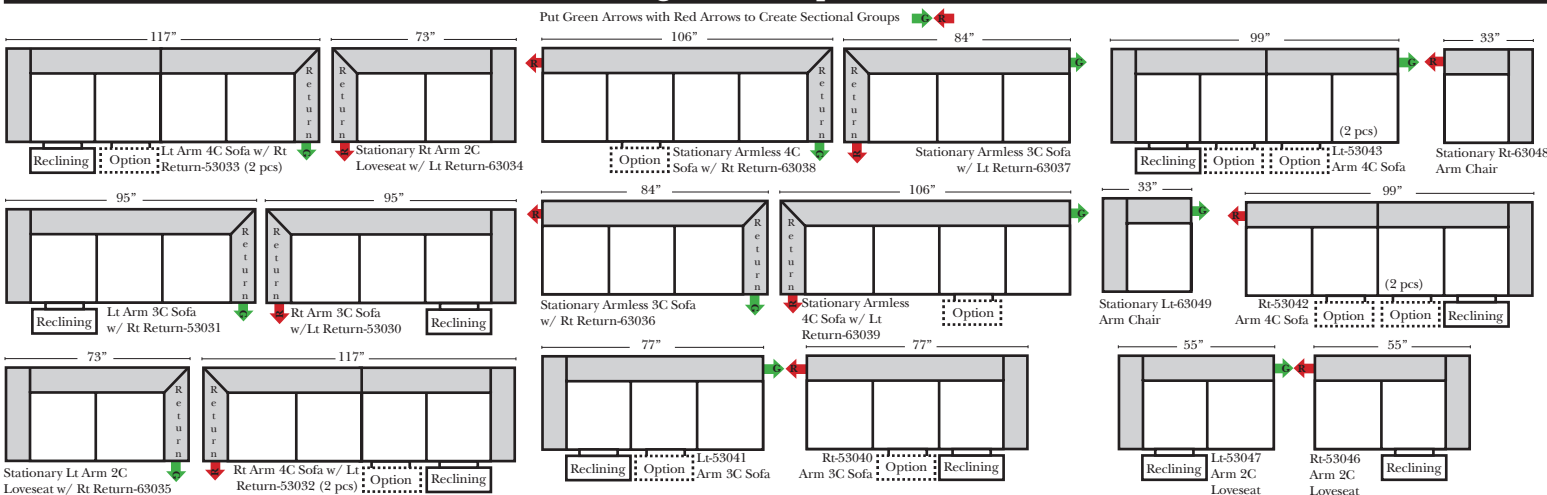 Put Green Arrows with Red Arrows to Create Sectional Groups G R
117”
73”
106”
84”
99”
33”
Return
Return
R
Return
Return
G
G
R
Reclining
Option
Lt Arm 4C Sofa w/ Rt
Return-53033 (2 pcs)
G
R
Stationary Rt Arm 2C
Loveseat w/ Lt Return-63034
Option
Stationary Armless 4C
Sofa w/ Rt Return-63038
G
R
Stationary Armless 3C Sofa
w/ Lt Return-63037
(2 pcs)
Reclining
Option
Option
Lt-53043
Arm 4C Sofa
Stationary Rt-63048
Arm Chair
95”
95”
84”
106”
33”
99”
Return
Return
R
Return
Return
G
G
R
Reclining
Lt Arm 3C Sofa
w/ Rt Return-53031
G
R
Rt Arm 3C Sofa
w/Lt Return-53030
Reclining
Stationary Armless 3C Sofa
w/ Rt Return-63036
G
R
Stationary Armless
4C Sofa w/ Lt
Return-63039
Option
Stationary Lt-63049
Arm Chair
(2 pcs)
Rt-53042
Arm 4C Sofa
Option
Option
Reclining
73”
117”
77”
77”
55”
55”
Return
Return
G
R
G
R
Stationary Lt Arm 2C
Loveseat w/ Rt Return-63035
G
R
Rt Arm 4C Sofa w/ Lt
Return-53032 (2 pcs)
Option
Reclining
Reclining
Option
Lt-53041
Arm 3C Sofa
Rt-53040
Arm 3C Sofa
Option
Reclining
Reclining
Lt-53047
Arm 2C
Loveseat
Rt-53046
Arm 2C
Loveseat
Reclining